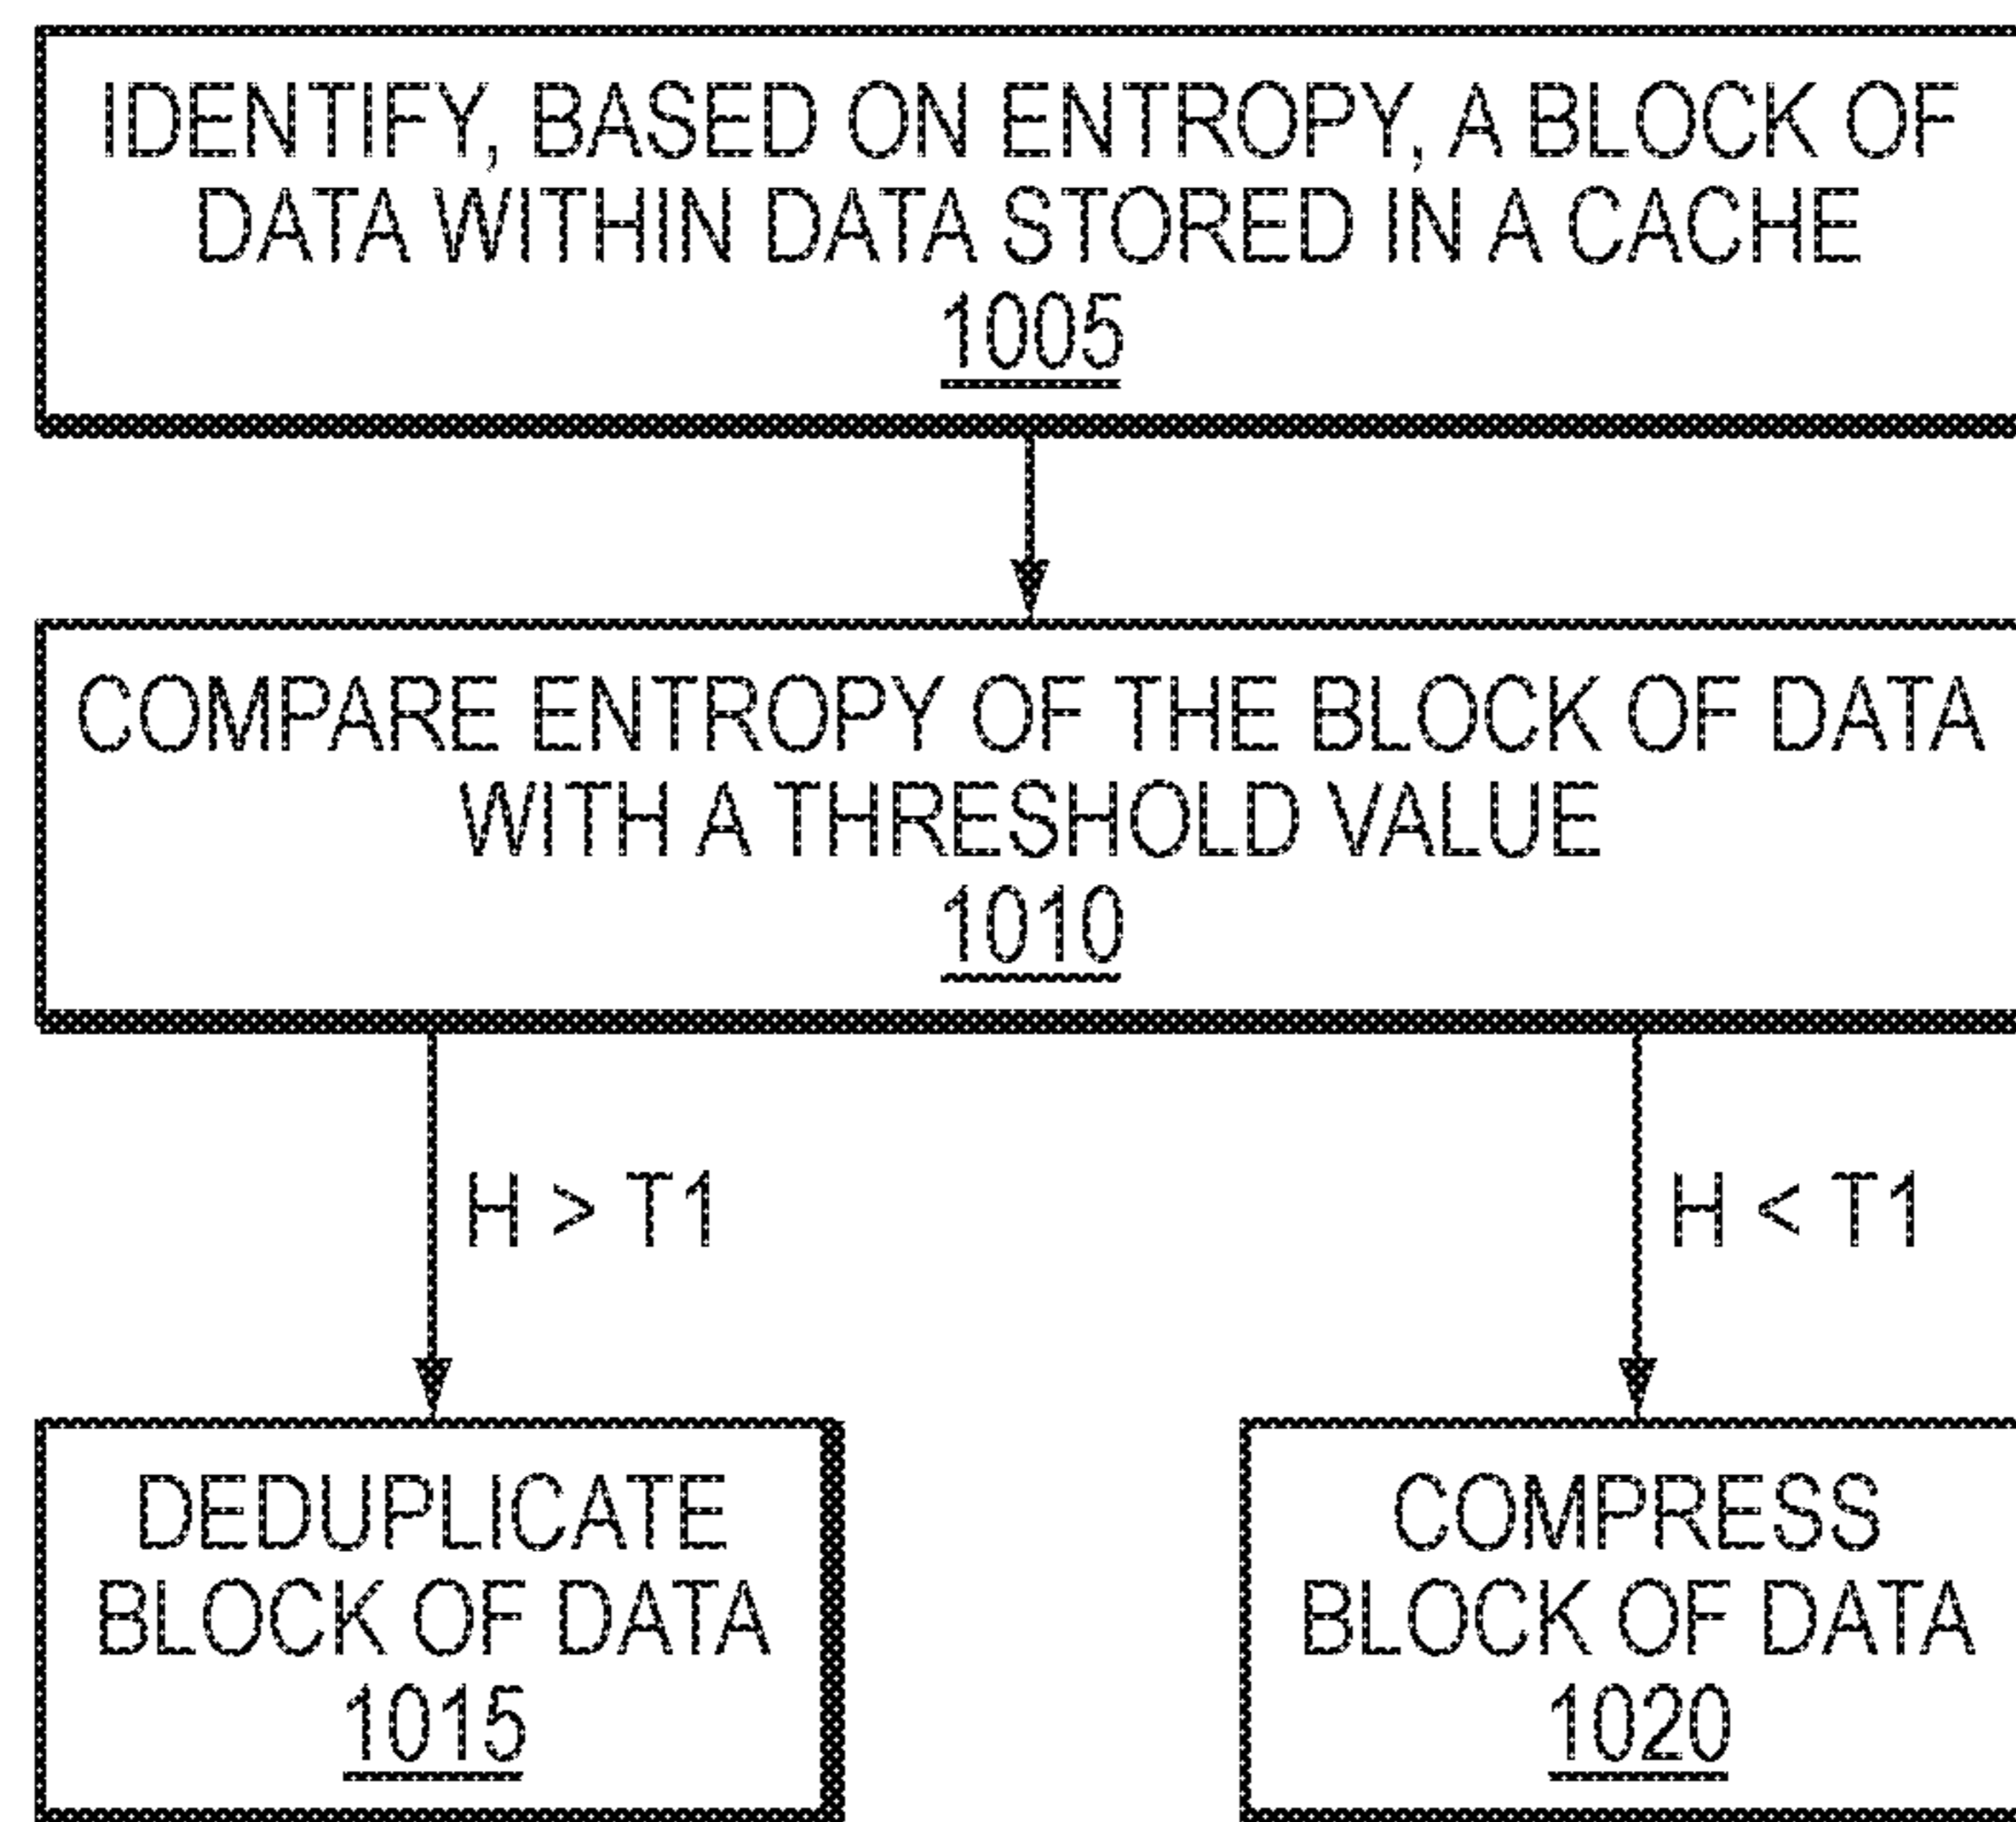 IDENTIFY, BASED ON ENTROPY, A BLOCK OF
DATA WITHIN DATA STORED IN A CACHE
1005
COMPARE ENTROPY OF THE BLOCK OF DATA
WITH A THRESHOLD VALUE
1010
H > T1
H < T1
DEDUPLICATE
BLOCK OF DATA
1015
COMPRESS
BLOCK OF DATA
1020